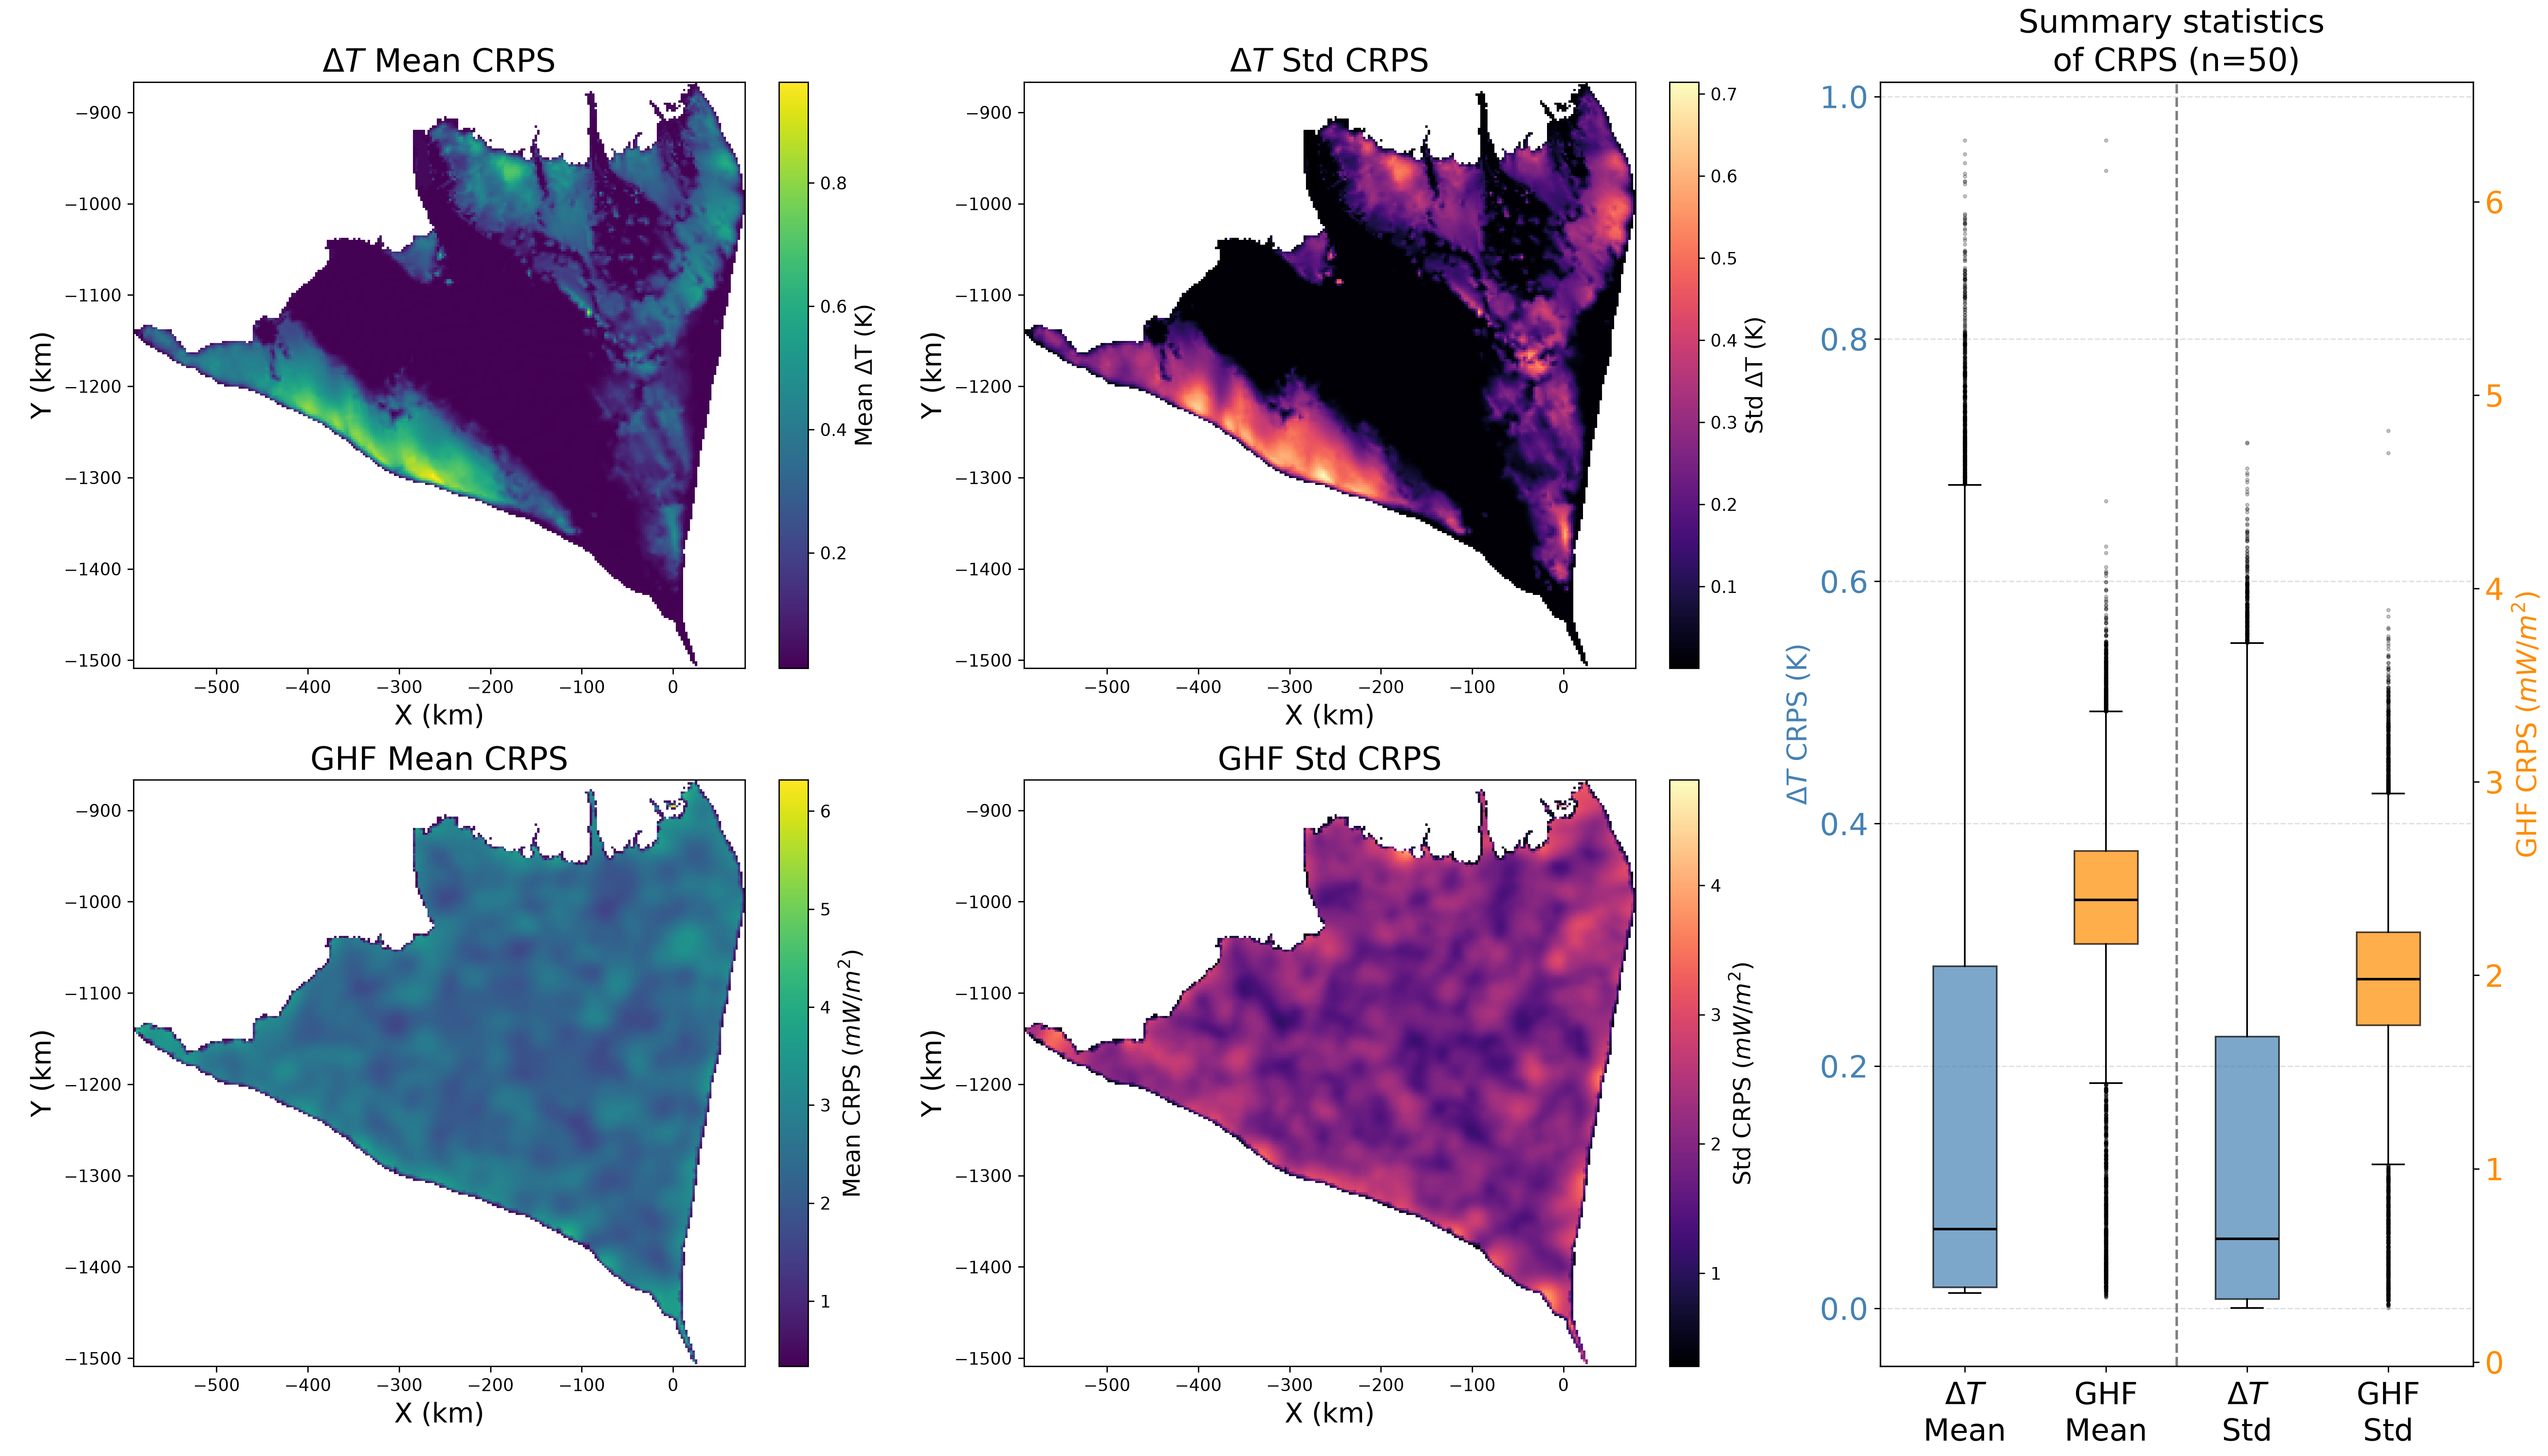 ΔT Mean CRPS
−900
−1000
−1100
−1200
−1300
−1400
−1500
Y (km)
−500 −400 −300 −200 −100 0
X (km)
0.8
0.6
0.4
0.2
Mean ΔT (K)
ΔT Std CRPS
−900
−1000
−1100
−1200
−1300
−1400
−1500
Y (km)
−500 −400 −300 −200 −100 0
X (km)
0.7
0.6
0.5
0.4
0.3
0.2
0.1
Std ΔT (K)
GHF Mean CRPS
−900
−1000
−1100
−1200
−1300
−1400
−1500
Y (km)
−500 −400 −300 −200 −100 0
X (km)
6
5
4
3
2
1
Mean CRPS (mW/m²)
GHF Std CRPS
−900
−1000
−1100
−1200
−1300
−1400
−1500
Y (km)
−500 −400 −300 −200 −100 0
X (km)
4
3
2
1
Std CRPS (mW/m²)
Summary statistics
of CRPS (n=50)
1.0
0.8
0.6
0.4
0.2
0.0
ΔT CRPS (K)
6
5
4
3
2
1
0
GHF CRPS (mW/m²)
ΔT GHF ΔT GHF
Mean Mean Std Std